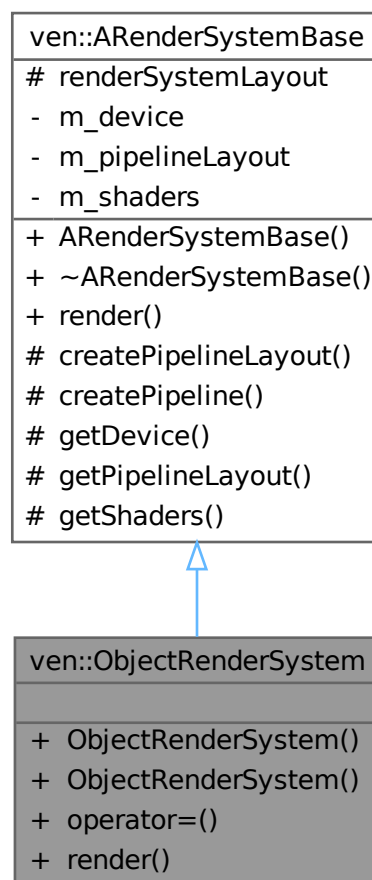 ven::ARenderSystemBase
# renderSystemLayout
- m_device
- m_pipelineLayout
- m_shaders
+ ARenderSystemBase()
+ ~ARenderSystemBase()
+ render()
# createPipelineLayout()
# createPipeline()
# getDevice()
# getPipelineLayout()
# getShaders()
ven::ObjectRenderSystem
+ ObjectRenderSystem()
+ ObjectRenderSystem()
+ operator=()
+ render()